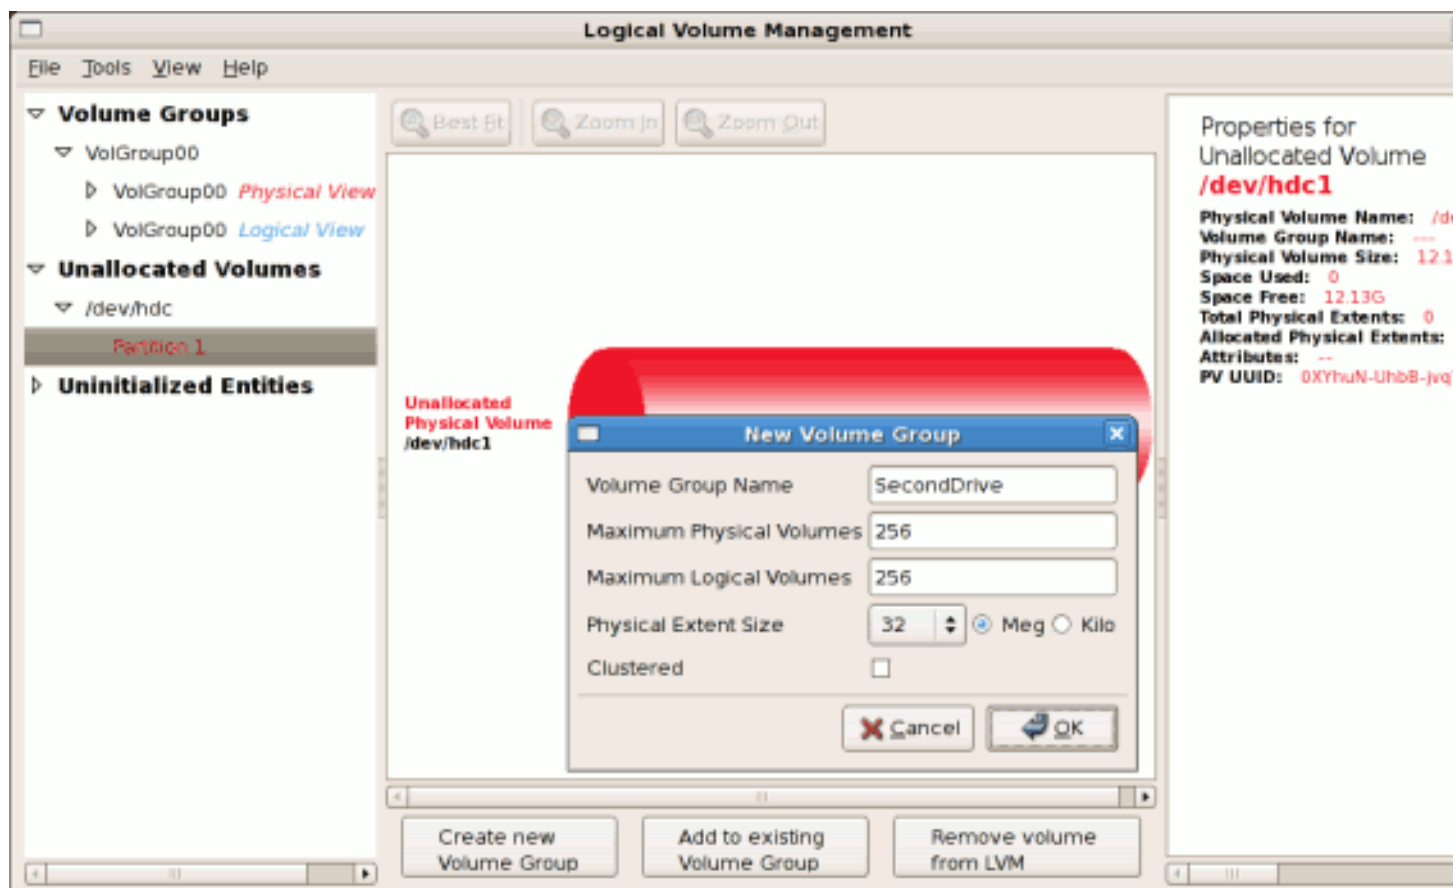 Logical Volume Management
File Tools View Help
Volume Groups
VolGroup00
VolGroup00 Physical View
VolGroup00 Logical View
Unallocated Volumes
/dev/hdc
Partition 1
Uninitialized Entities
Best Fit Zoom In Zoom Out
Unallocated
Physical Volume
/dev/hdc1
New Volume Group
Volume Group Name SecondDrive
Maximum Physical Volumes 256
Maximum Logical Volumes 256
Physical Extent Size 32 Meg Kilo
Clustered
Cancel OK
Create new
Volume Group
Add to existing
Volume Group
Remove volume
from LVM
Properties for
Unallocated Volume
/dev/hdc1
Physical Volume Name:
Volume Group Name: ---
Physical Volume Size:
Space Used: 0
Space Free: 12.13G
Total Physical Extents: 0
Allocated Physical Extents:
Attributes: --
PV UUID: 0XYhuN-UhbB-jvq